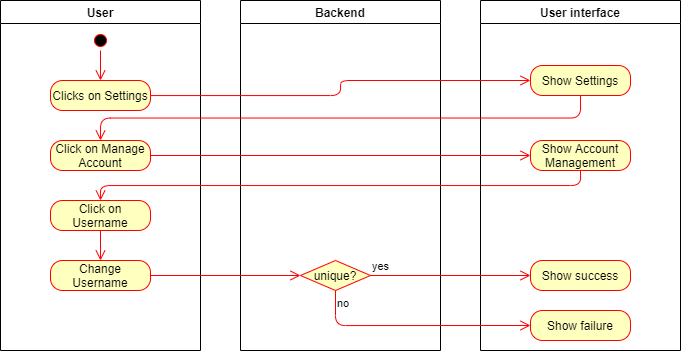 User
Backend
User interface
Clicks on Settings
Show Settings
Click on Manage
Account
Show Account
Management
Click on
Username
Change
Username
unique?
yes
Show success
no
Show failure